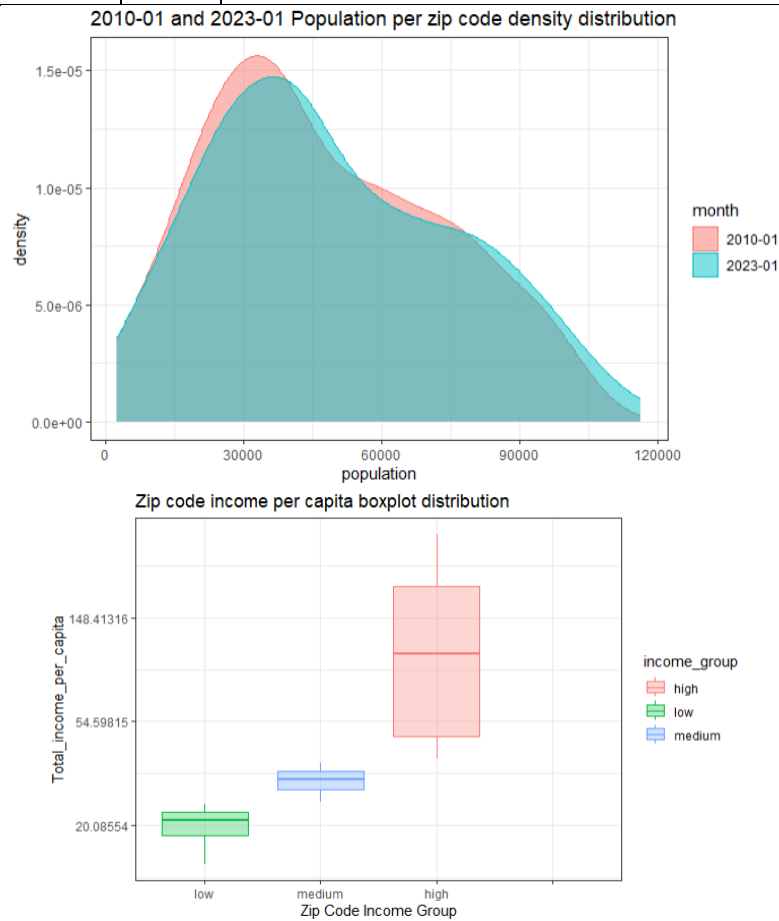 2010-01 and 2023-01 Population per zip code density distribution
1.5e-05
1.0e-05
5.0e-06
0.0e+00
density
0 30000 60000 90000 120000
population
month
2010-01
2023-01
Zip code income per capita boxplot distribution
148.41316
54.59815
20.08554
Total_income_per_capita
low medium high
Zip Code Income Group
income_group
high
low
medium